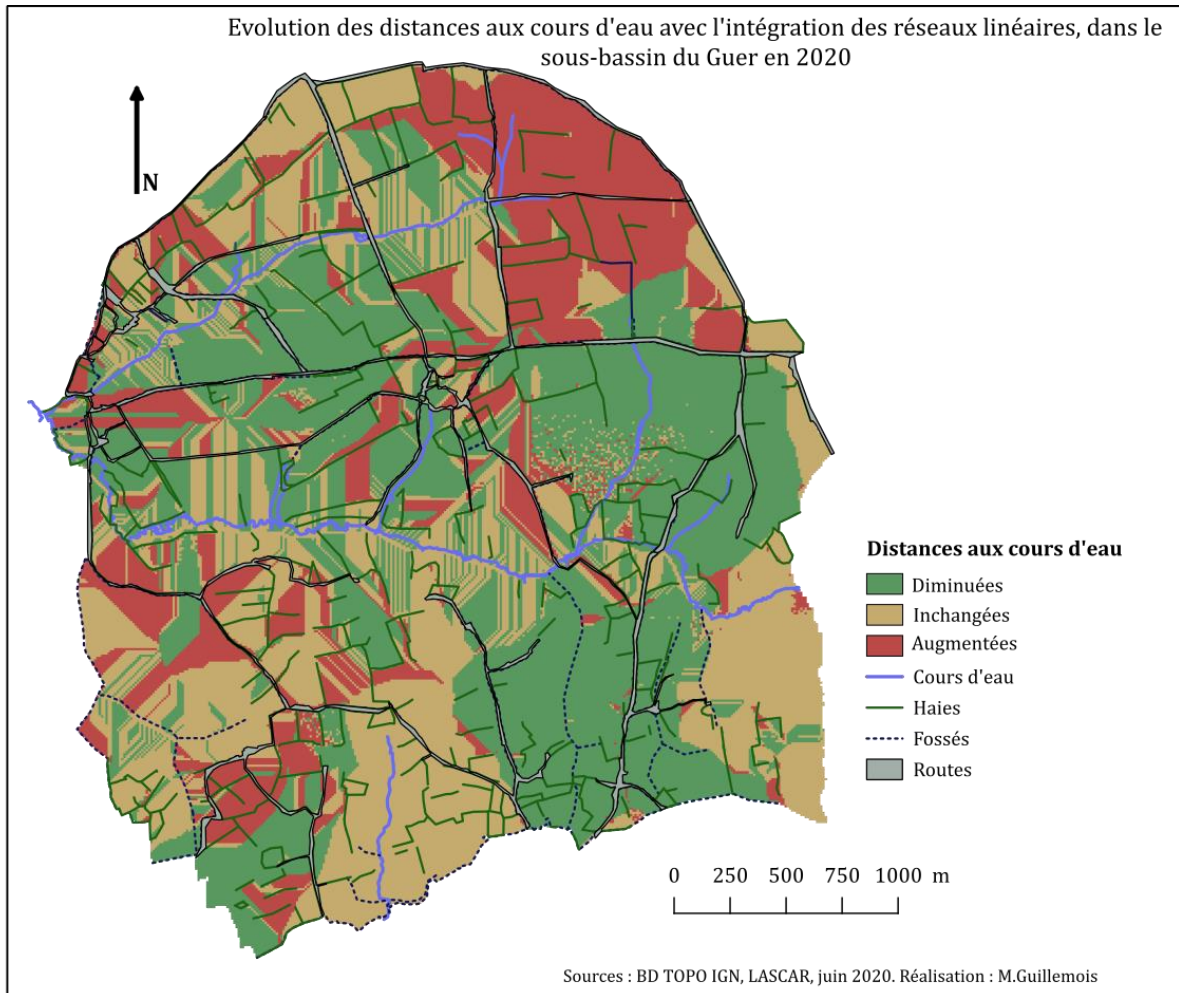 Evolution des distances aux cours d'eau avec l'intégration des réseaux linéaires, dans le
sous-bassin du Guer en 2020
N
Distances aux cours d'eau
Diminuées
Inchangées
Augmentées
Cours d'eau
Haies
Fossés
Routes
0 250 500 750 1000 m
Sources : BD TOPO IGN, LASCAR, juin 2020. Réalisation : M.Guillemois